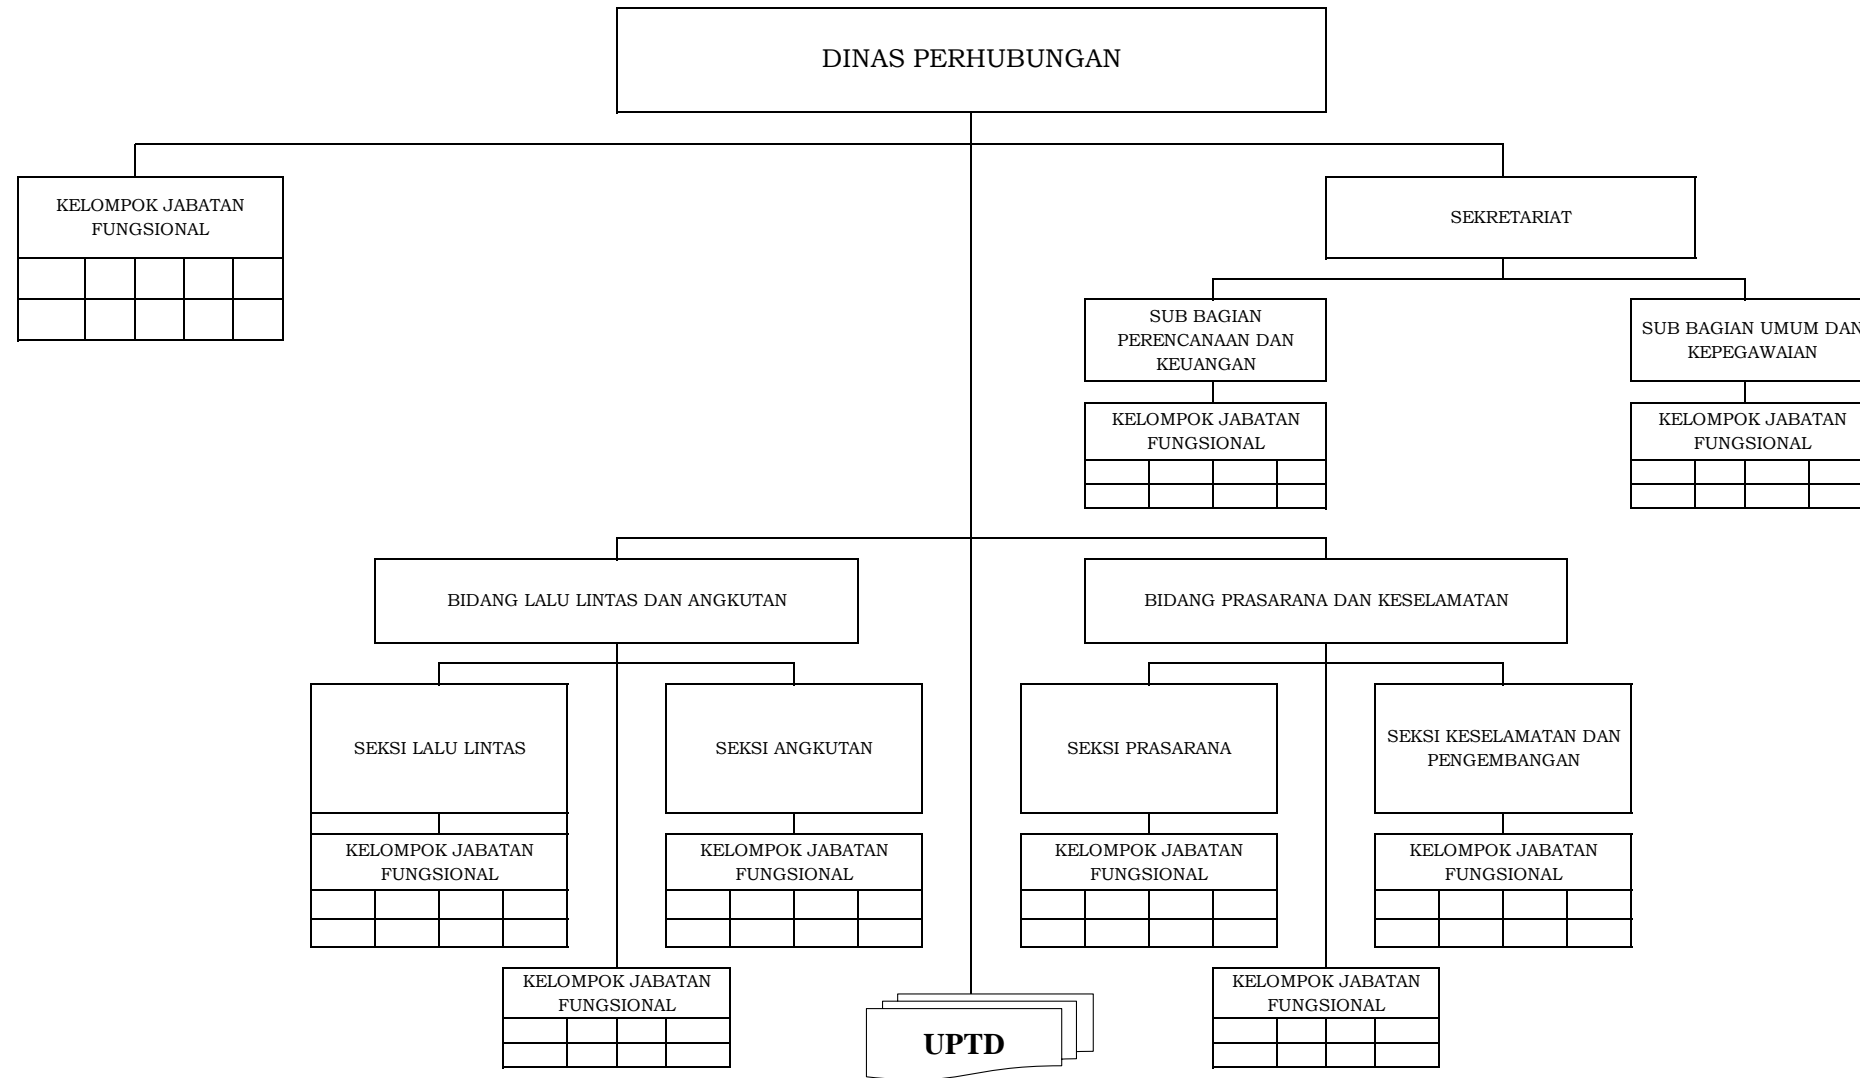 DINAS PERHUBUNGAN
KELOMPOK JABATAN
FUNGSIONAL
SEKRETARIAT
SUB BAGIAN
PERENCANAAN DAN
KEUANGAN
SUB BAGIAN UMUM DAN
KEPEGAWAIAN
KELOMPOK JABATAN
FUNGSIONAL
KELOMPOK JABATAN
FUNGSIONAL
BIDANG LALU LINTAS DAN ANGKUTAN
BIDANG PRASARANA DAN KESELAMATAN
SEKSI LALU LINTAS
SEKSI ANGKUTAN
SEKSI PRASARANA
SEKSI KESELAMATAN DAN
PENGEMBANGAN
KELOMPOK JABATAN
FUNGSIONAL
KELOMPOK JABATAN
FUNGSIONAL
KELOMPOK JABATAN
FUNGSIONAL
KELOMPOK JABATAN
FUNGSIONAL
KELOMPOK JABATAN
FUNGSIONAL
UPTD
KELOMPOK JABATAN
FUNGSIONAL